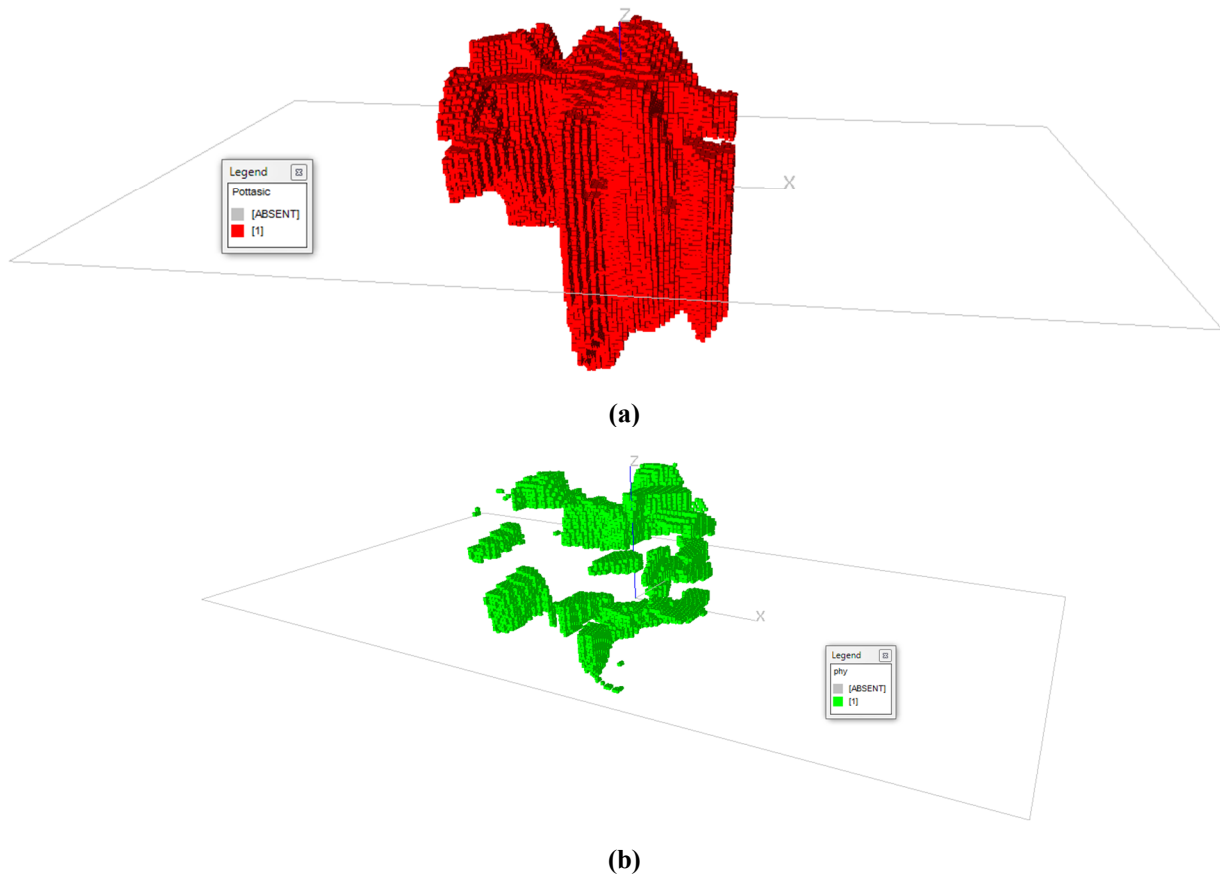 Z
X
Legend
Pottasic
[ABSENT]
[1]
(a)
Z
X
Legend
phy
[ABSENT]
[1]
(b)